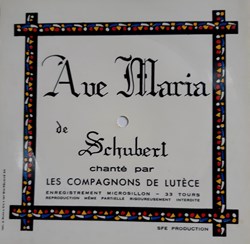 Ave Maria
de
Schubert
chanté par
LES COMPAGNONS DE LUTÈCE
ENREGISTREMENT MICROSILLON - 33 TOURS
REPRODUCTION MÊME PARTIELLE RIGOUREUSEMENT INTERDITE
SFE PRODUCTION